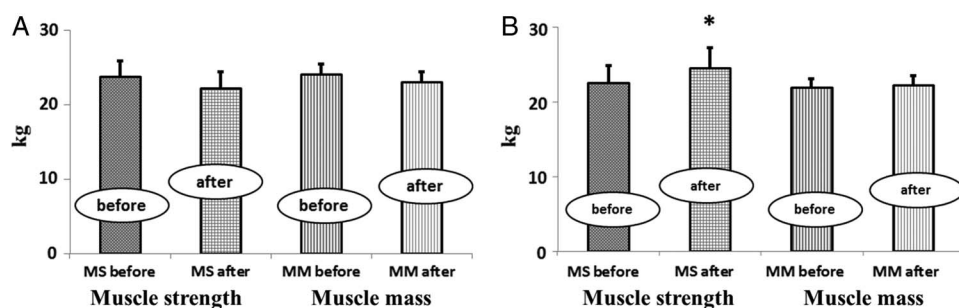 A
30
20
10
0
kg
before
after
before
after
MS before MS after MM before MM after
Muscle strength Muscle mass
B
30
20
10
0
kg
*
before
after
before
after
MS before MS after MM before MM after
Muscle strength Muscle mass